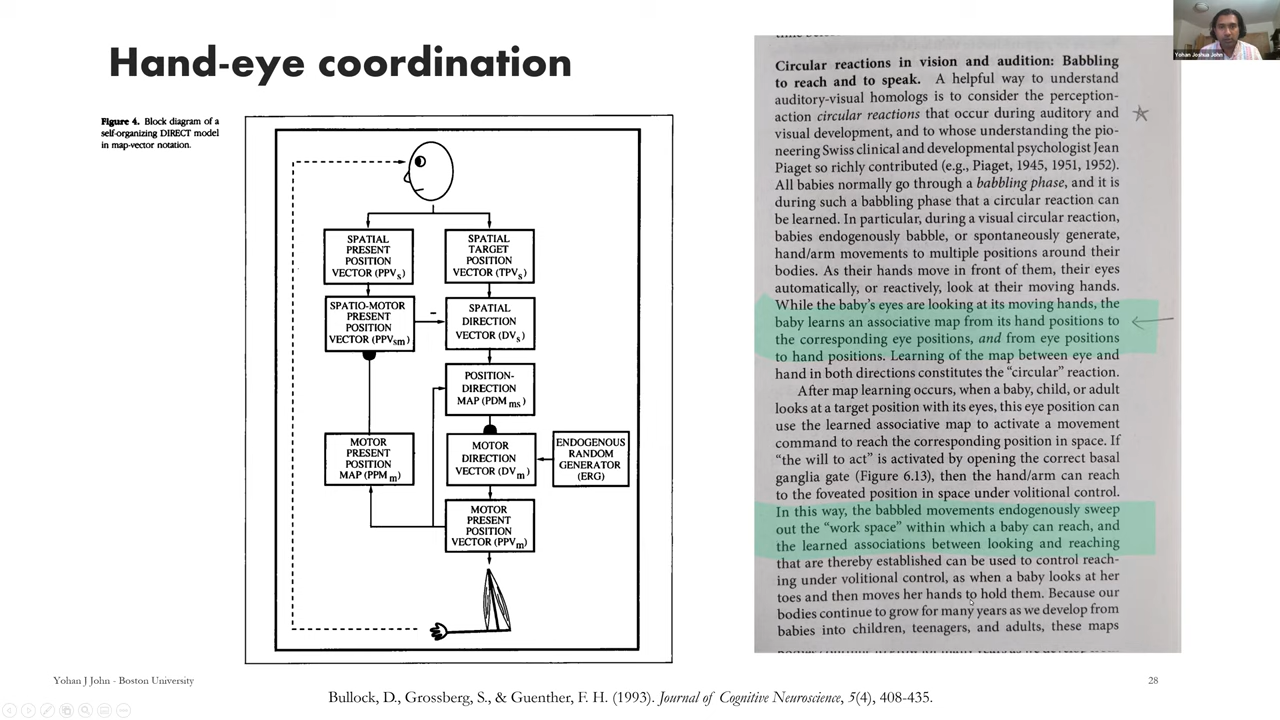 Hand-eye coordination
Yohan Joshua John
Figure 4. Block diagram of a
self-organizing DIRECT model
in map-vector notation.
SPATIAL
PRESENT
POSITION
VECTOR (PPVs)
SPATIAL
TARGET
POSITION
VECTOR (TPVs)
SPATIO-MOTOR
PRESENT
POSITION
VECTOR (PPVsm)
–
SPATIAL
DIRECTION
VECTOR (DVs)
POSITION-
DIRECTION
MAP (PDMms)
MOTOR
PRESENT
POSITION
MAP (PPMm)
MOTOR
DIRECTION
VECTOR (DVm)
ENDOGENOUS
RANDOM
GENERATOR
(ERG)
MOTOR
PRESENT
POSITION
VECTOR (PPVm)
Circular reactions in vision and audition: Babbling
to reach and to speak. A helpful way to understand
auditory-visual homologs is to consider the perception-
action circular reactions that occur during auditory and
visual development, and to whose understanding the pio-
neering Swiss clinical and developmental psychologist Jean
Piaget so richly contributed (e.g., Piaget, 1945, 1951, 1952).
All babies normally go through a babbling phase, and it is
during such a babbling phase that a circular reaction can
be learned. In particular, during a visual circular reaction,
babies endogenously babble, or spontaneously generate,
hand/arm movements to multiple positions around their
bodies. As their hands move in front of them, their eyes
automatically, or reactively, look at their moving hands.
While the baby's eyes are looking at its moving hands, the
baby learns an associative map from its hand positions to
the corresponding eye positions, and from eye positions
to hand positions. Learning of the map between eye and
hand in both directions constitutes the "circular" reaction.
After map learning occurs, when a baby, child, or adult
looks at a target position with its eyes, this eye position can
use the learned associative map to activate a movement
command to reach the corresponding position in space. If
"the will to act" is activated by opening the correct basal
ganglia gate (Figure 6.13), then the hand/arm can reach
to the foveated position in space under volitional control.
In this way, the babbled movements endogenously sweep
out the "work space" within which a baby can reach, and
the learned associations between looking and reaching
that are thereby established can be used to control reach-
ing under volitional control, as when a baby looks at her
toes and then moves her hands to hold them. Because our
bodies continue to grow for many years as we develop from
babies into children, teenagers, and adults, these maps
Yohan J John - Boston University
28
Bullock, D., Grossberg, S., & Guenther, F. H. (1993). Journal of Cognitive Neuroscience, 5(4), 408-435.